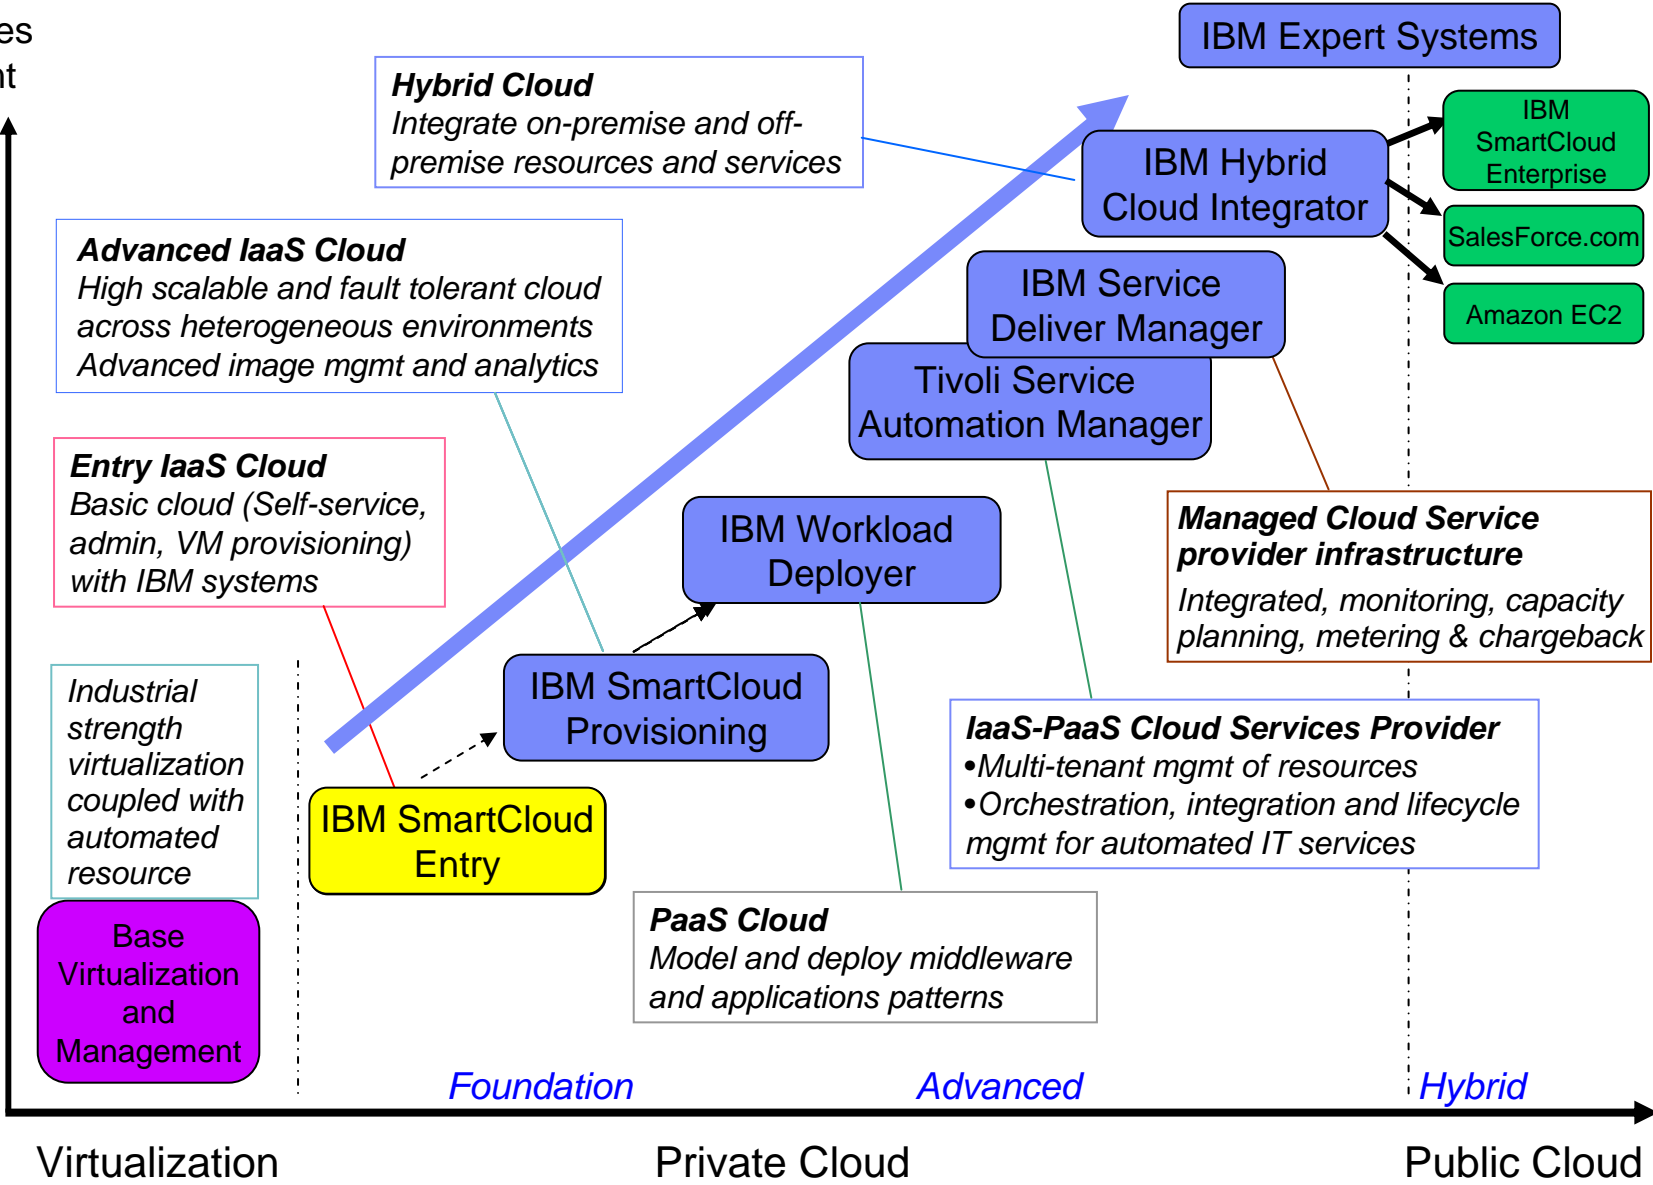 IBM Expert Systems
Hybrid Cloud
Integrate on-premise and off-
premise resources and services
IBM Hybrid
Cloud Integrator
IBM
SmartCloud
Enterprise
SalesForce.com
Amazon EC2
Advanced IaaS Cloud
High scalable and fault tolerant cloud
across heterogeneous environments
Advanced image mgmt and analytics
IBM Service
Deliver Manager
Tivoli Service
Automation Manager
Entry IaaS Cloud
Basic cloud (Self-service,
admin, VM provisioning)
with IBM systems
IBM Workload
Deployer
Managed Cloud Service
provider infrastructure
Integrated, monitoring, capacity
planning, metering & chargeback
Industrial
strength
virtualization
coupled with
automated
resource
IBM SmartCloud
Provisioning
IaaS-PaaS Cloud Services Provider
•Multi-tenant mgmt of resources
•Orchestration, integration and lifecycle
mgmt for automated IT services
IBM SmartCloud
Entry
PaaS Cloud
Model and deploy middleware
and applications patterns
Base
Virtualization
and
Management
Foundation
Advanced
Hybrid
Virtualization
Private Cloud
Public Cloud